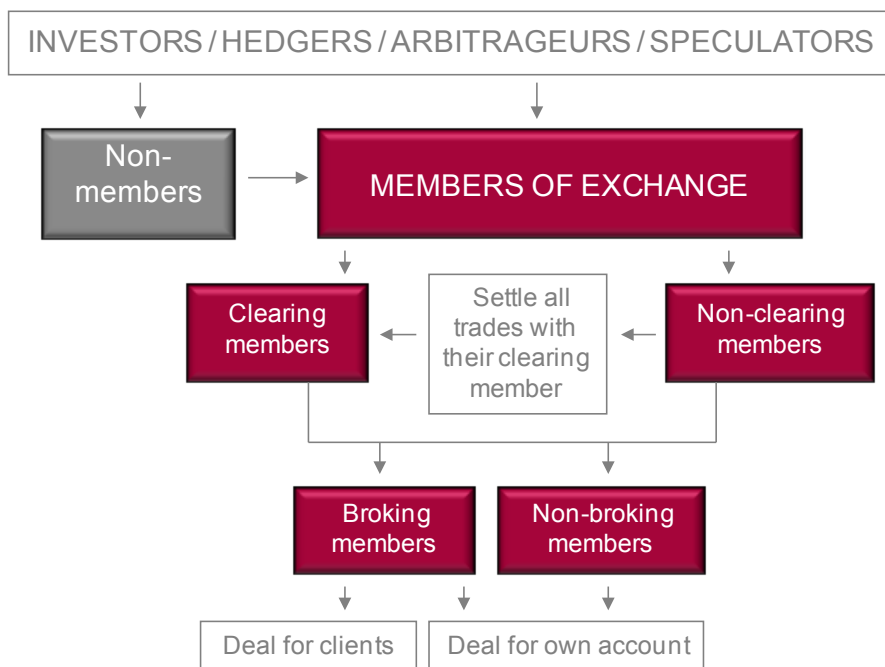 INVESTORS / HEDGERS / ARBITRAGEURS / SPECULATORS
Non-
members
MEMBERS OF EXCHANGE
Clearing
members
Settle all
trades with
their clearing
member
Non-clearing
members
Broking
members
Non-broking
members
Deal for clients
Deal for own account